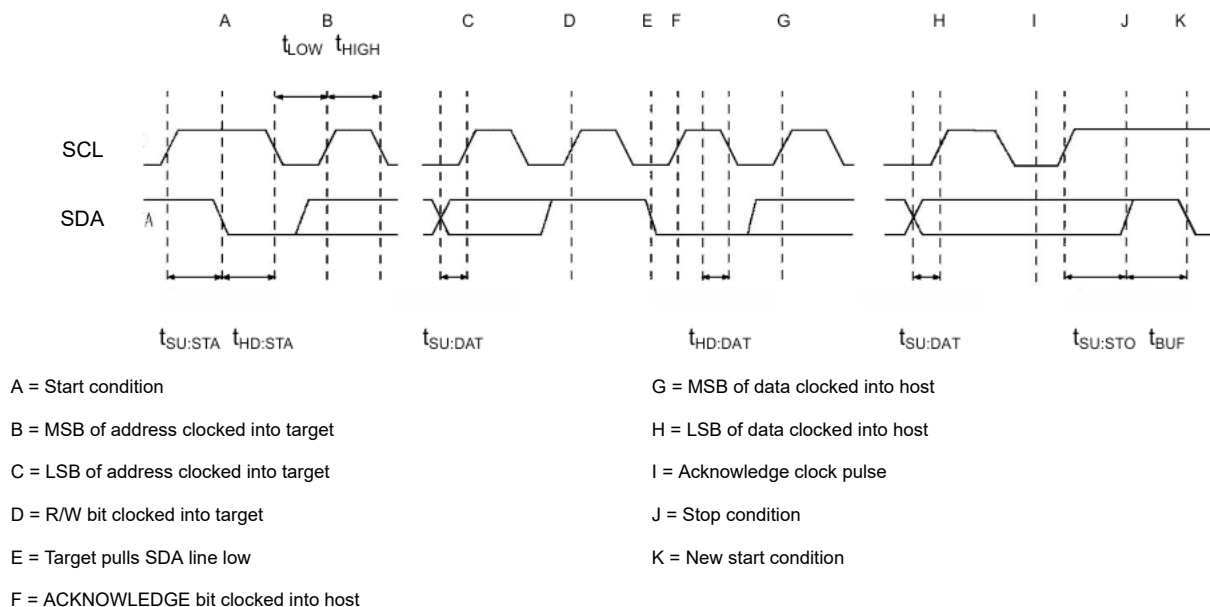 A B C D E F G H I J K
tLOW tHIGH
SCL
SDA
A
tSU:STA tHD:STA tSU:DAT tHD:DAT tSU:DAT tSU:STO tBUF
A = Start condition
B = MSB of address clocked into target
C = LSB of address clocked into target
D = R/W bit clocked into target
E = Target pulls SDA line low
F = ACKNOWLEDGE bit clocked into host
G = MSB of data clocked into host
H = LSB of data clocked into host
I = Acknowledge clock pulse
J = Stop condition
K = New start condition